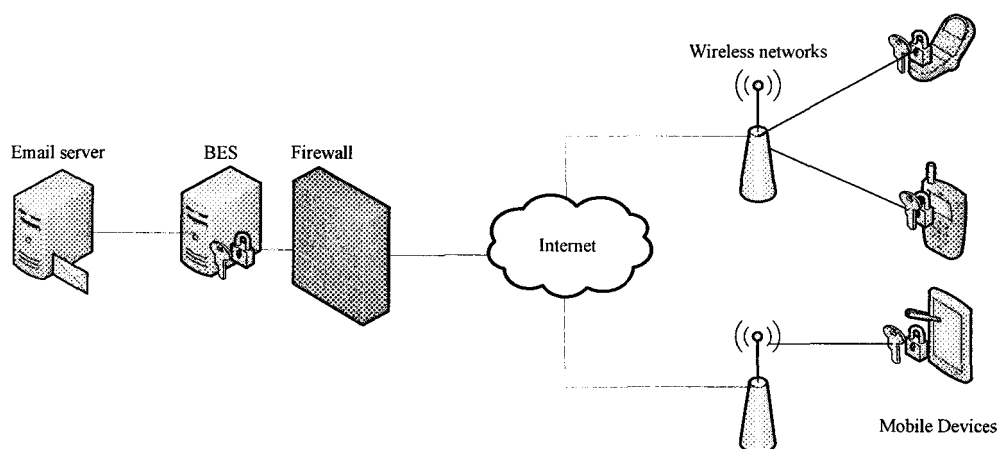 Wireless networks
Email server
BES
Firewall
Internet
Mobile Devices